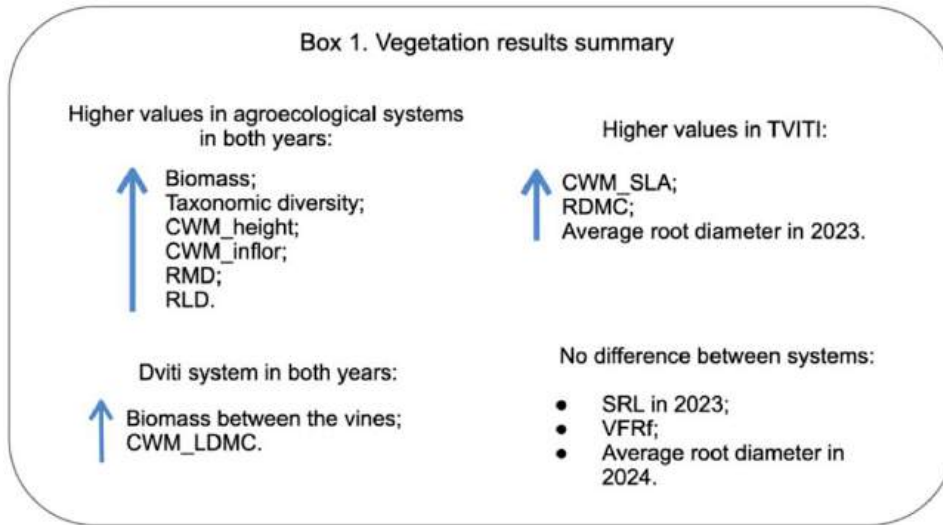 Box 1. Vegetation results summary
Higher values in agroecological systems
in both years:
Biomass;
Taxonomic diversity;
CWM_height;
CWM_inflor;
RMD;
RLD.
Higher values in TVITI:
CWM_SLA;
RDMC;
Average root diameter in 2023.
Dviti system in both years:
Biomass between the vines;
CWM_LDMC.
No difference between systems:
● SRL in 2023;
● VFRf;
● Average root diameter in
2024.